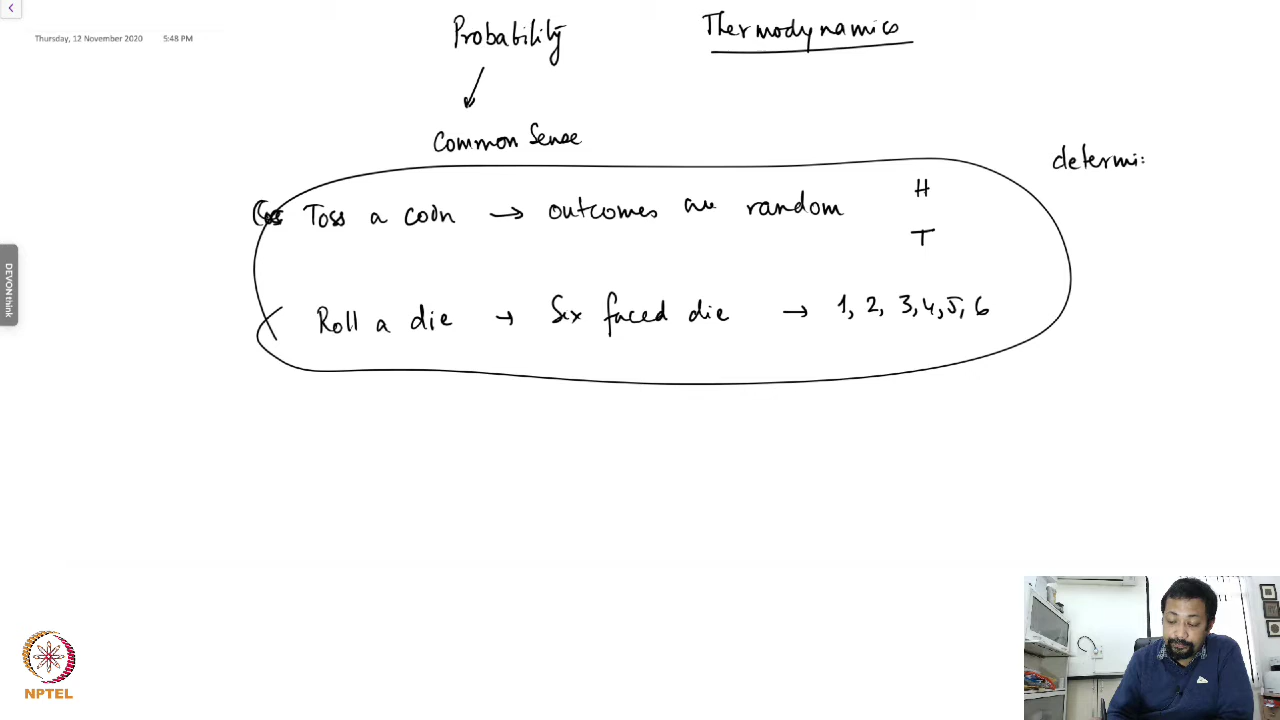 Thursday, 12 November 2020 5:48 PM
Probability Thermodynamics
Common Sense
determi
Toss a coin → outcomes are random H
T
Roll a die → Six faced die → 1, 2, 3, 4, 5, 6
DEVONthink
NPTEL